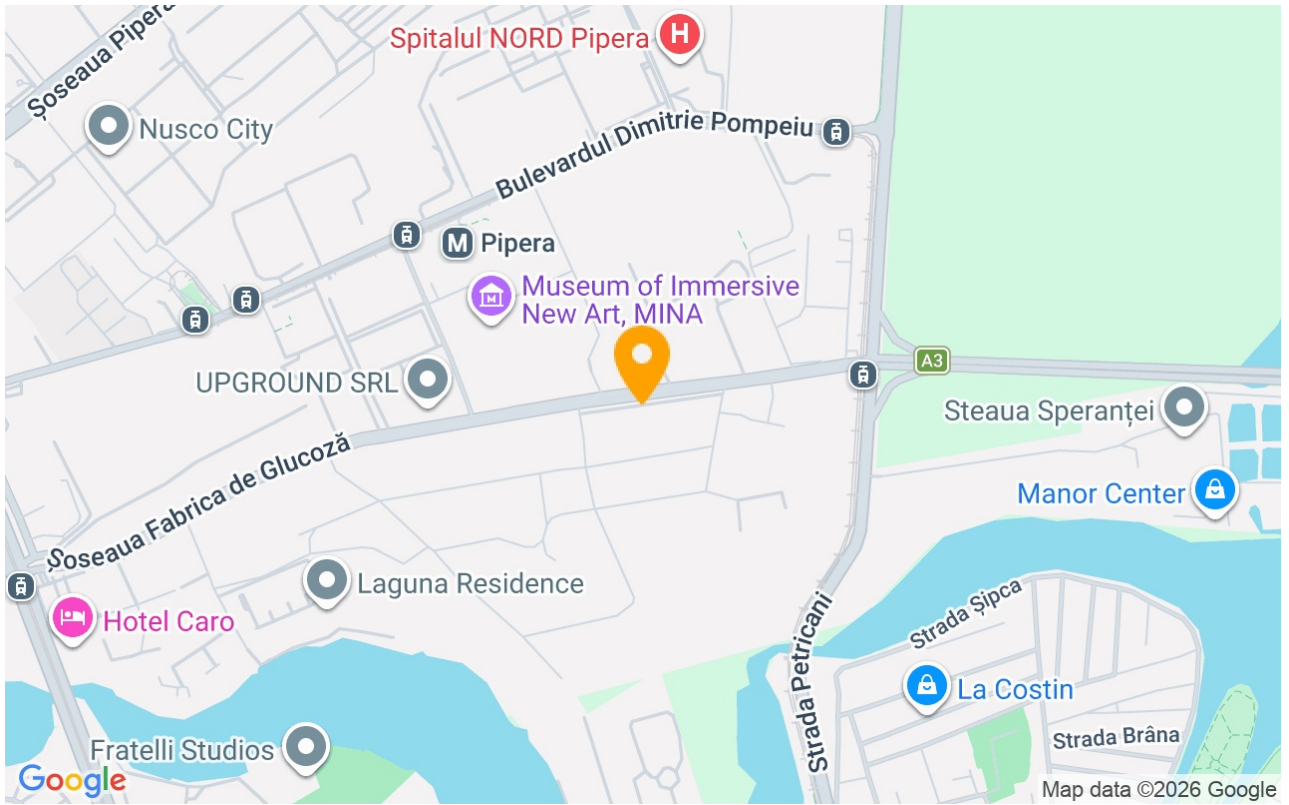 Spitalul NORD Pipera
H
Șoseaua Pipera
Nusco City
Bulevardul Dimitrie Pompeiu
M Pipera
Museum of Immersive
New Art, MINA
A3
UPGROUND SRL
Steaua Speranței
Șoseaua Fabrica de Glucoză
Manor Center
Laguna Residence
Hotel Caro
Strada Șipca
Strada Petricani
La Costin
Strada Brâna
Fratelli Studios
Google
Map data ©2026 Google